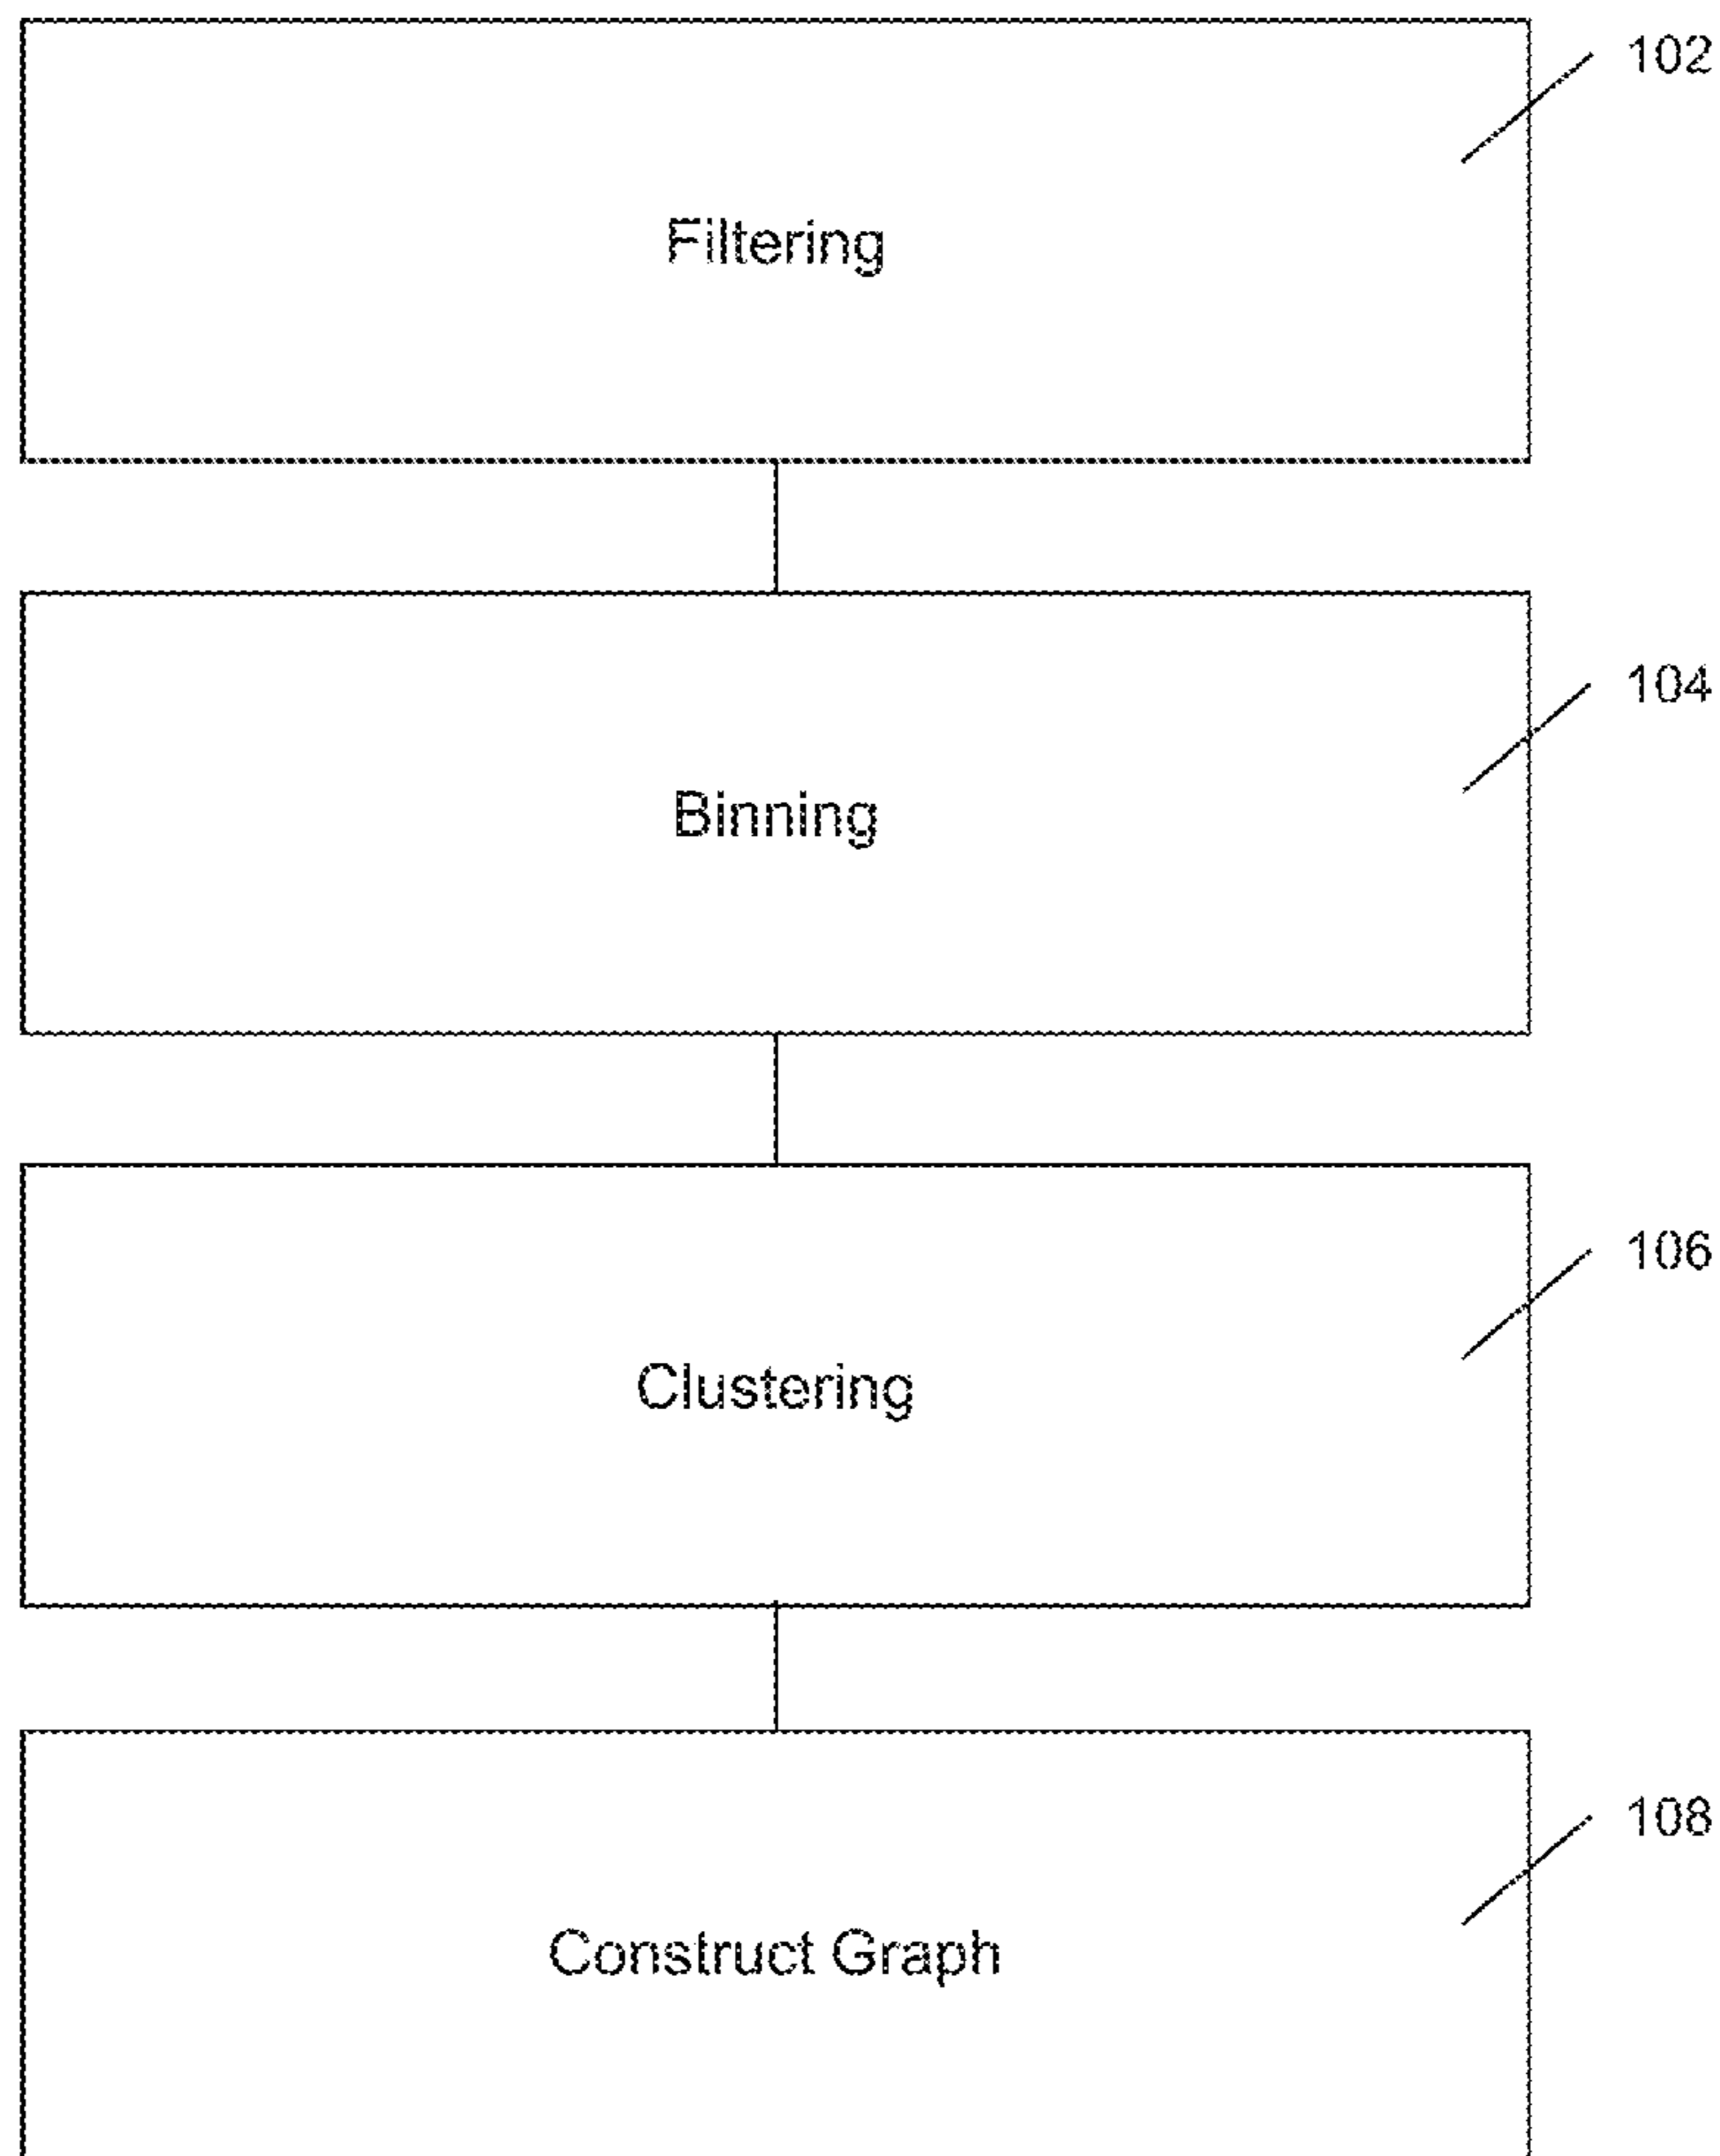 102
Filtering
104
Binning
106
Clustering
108
Construct Graph